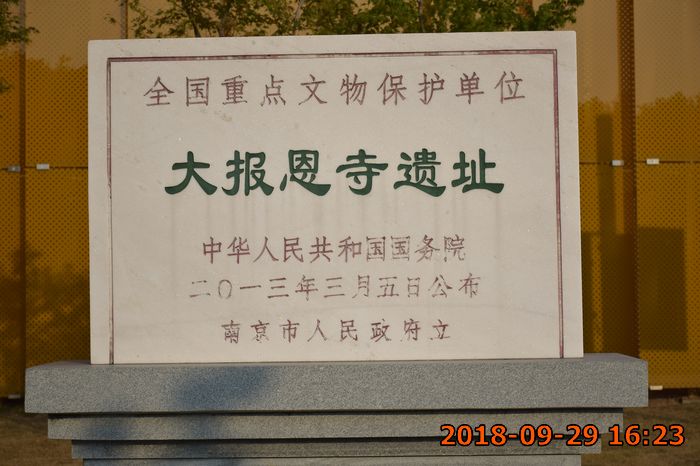 全国重点文物保护单位
大报恩寺遗址
中华人民共和国国务院
二〇一三年三月五日公布
南京市人民政府立
2018-09-29 16:23